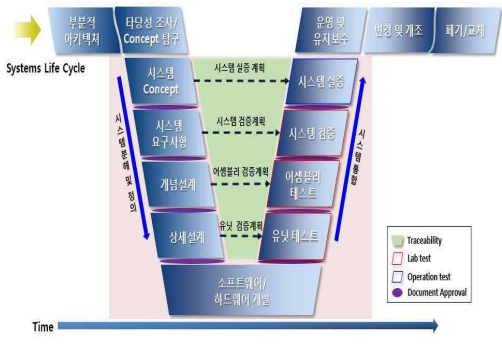 부분적
아키텍처
타당성 조사/
Concept 탐구
운영 및
유지보수
변경 및 개조
폐기/교체
Systems Life Cycle
시스템
Concept
시스템 실증 계획
시스템 실증
시스템
요구사항
시스템 검증계획
시스템 검증
개념설계
어셈블리 검증계획
어셈블리
테스트
상세설계
유닛 검증계획
유닛 테스트
시스템분해 및 정의
시스템통합
소프트웨어/
하드웨어 개발
Traceability
Lab test
Operation test
Document Approval
Time